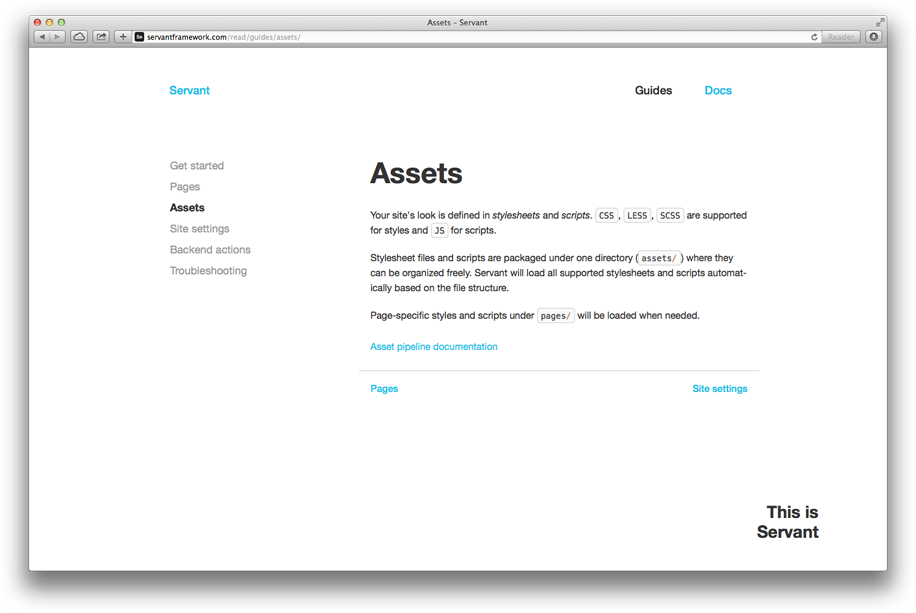 Assets – Servant
Se servantframework.com/read/guides/assets/
Reader
Servant
Guides
Docs
Get started
Pages
Assets
Site settings
Backend actions
Troubleshooting
Assets
Your site's look is defined in stylesheets and scripts. CSS, LESS, SCSS are supported
for styles and JS for scripts.
Stylesheet files and scripts are packaged under one directory (assets/) where they
can be organized freely. Servant will load all supported stylesheets and scripts automat-
ically based on the file structure.
Page-specific styles and scripts under pages/ will be loaded when needed.
Asset pipeline documentation
Pages
Site settings
This is
Servant